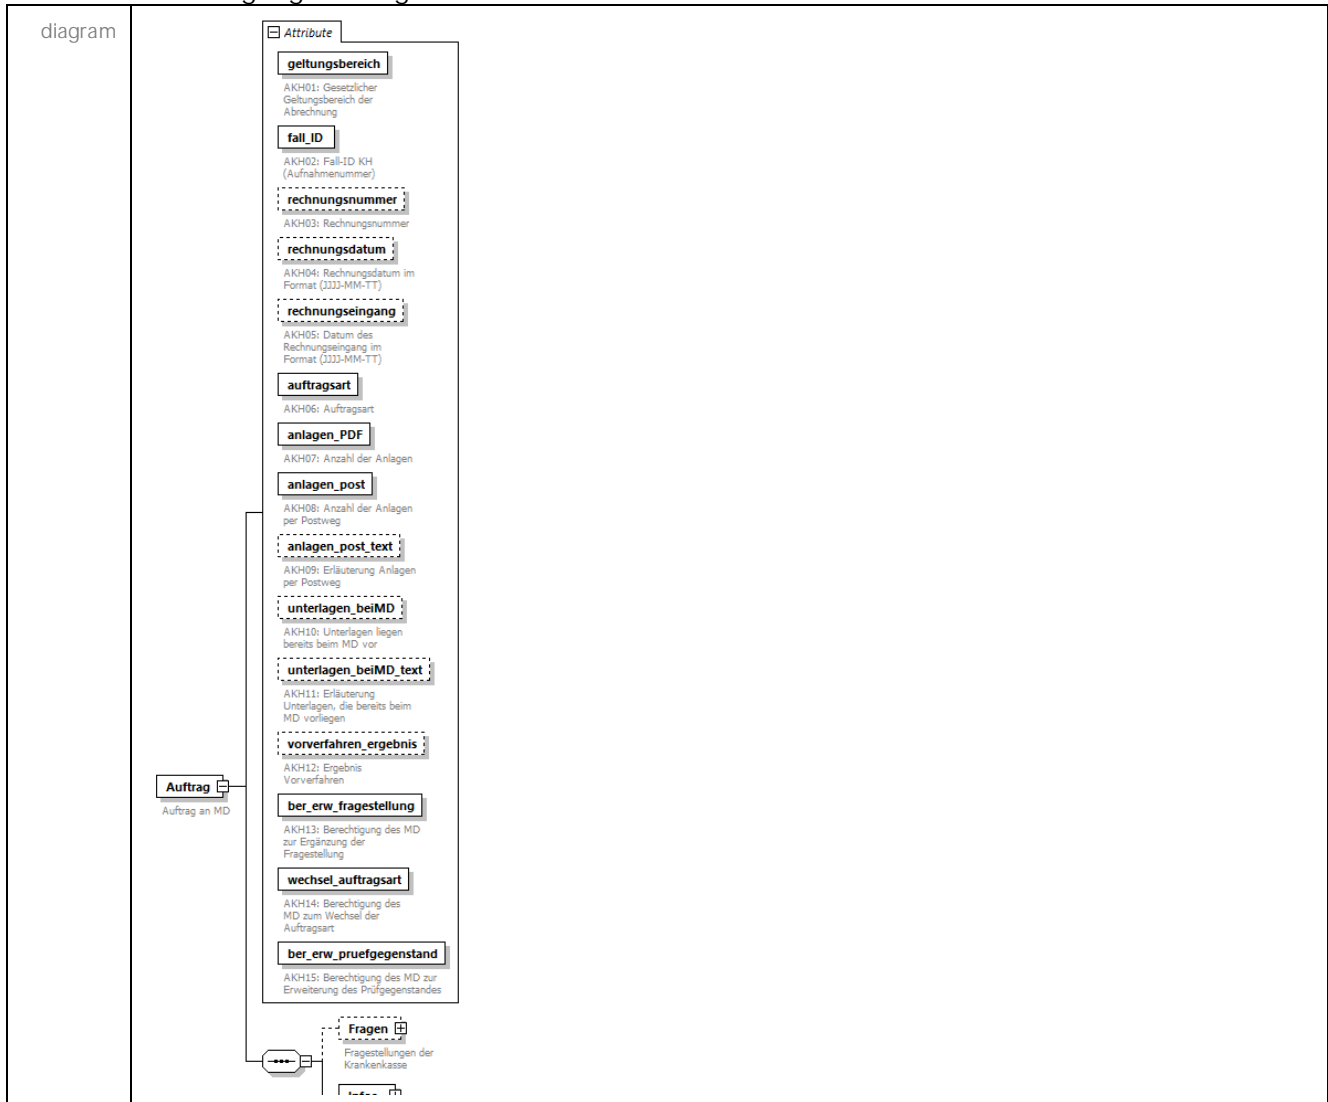 diagram
Attribute
geltungsbereich
AKH01: Gesetzlicher
Geltungsbereich der
Abrechnung
fall_ID
AKH02: Fall-ID KH
(Aufnahmenummer)
rechnungsnummer
AKH03: Rechnungsnummer
rechnungsdatum
AKH04: Rechnungsdatum im
Format (JJJJ-MM-TT)
rechnungseingang
AKH05: Datum des
Rechnungseingang im
Format (JJJJ-MM-TT)
auftragsart
AKH06: Auftragsart
anlagen_PDF
AKH07: Anzahl der Anlagen
anlagen_post
AKH08: Anzahl der Anlagen
per Postweg
anlagen_post_text
AKH09: Erläuterung Anlagen
per Postweg
unterlagen_beiMD
AKH10: Unterlagen liegen
bereits beim MD vor
unterlagen_beiMD_text
AKH11: Erläuterung
Unterlagen, die bereits beim
MD vorliegen
vorverfahren_ergebnis
AKH12: Ergebnis
Vorverfahren
Auftrag
Auftrag an MD
ber_erw_fragestellung
AKH13: Berechtigung des MD
zur Ergänzung der
Fragestellung
wechsel_auftragsart
AKH14: Berechtigung des
MD zum Wechsel der
Auftragsart
ber_erw_pruefgegenstand
AKH15: Berechtigung des MD zur
Erweiterung des Prüfgegenstandes
Fragen
Fragestellungen der
Krankenkasse